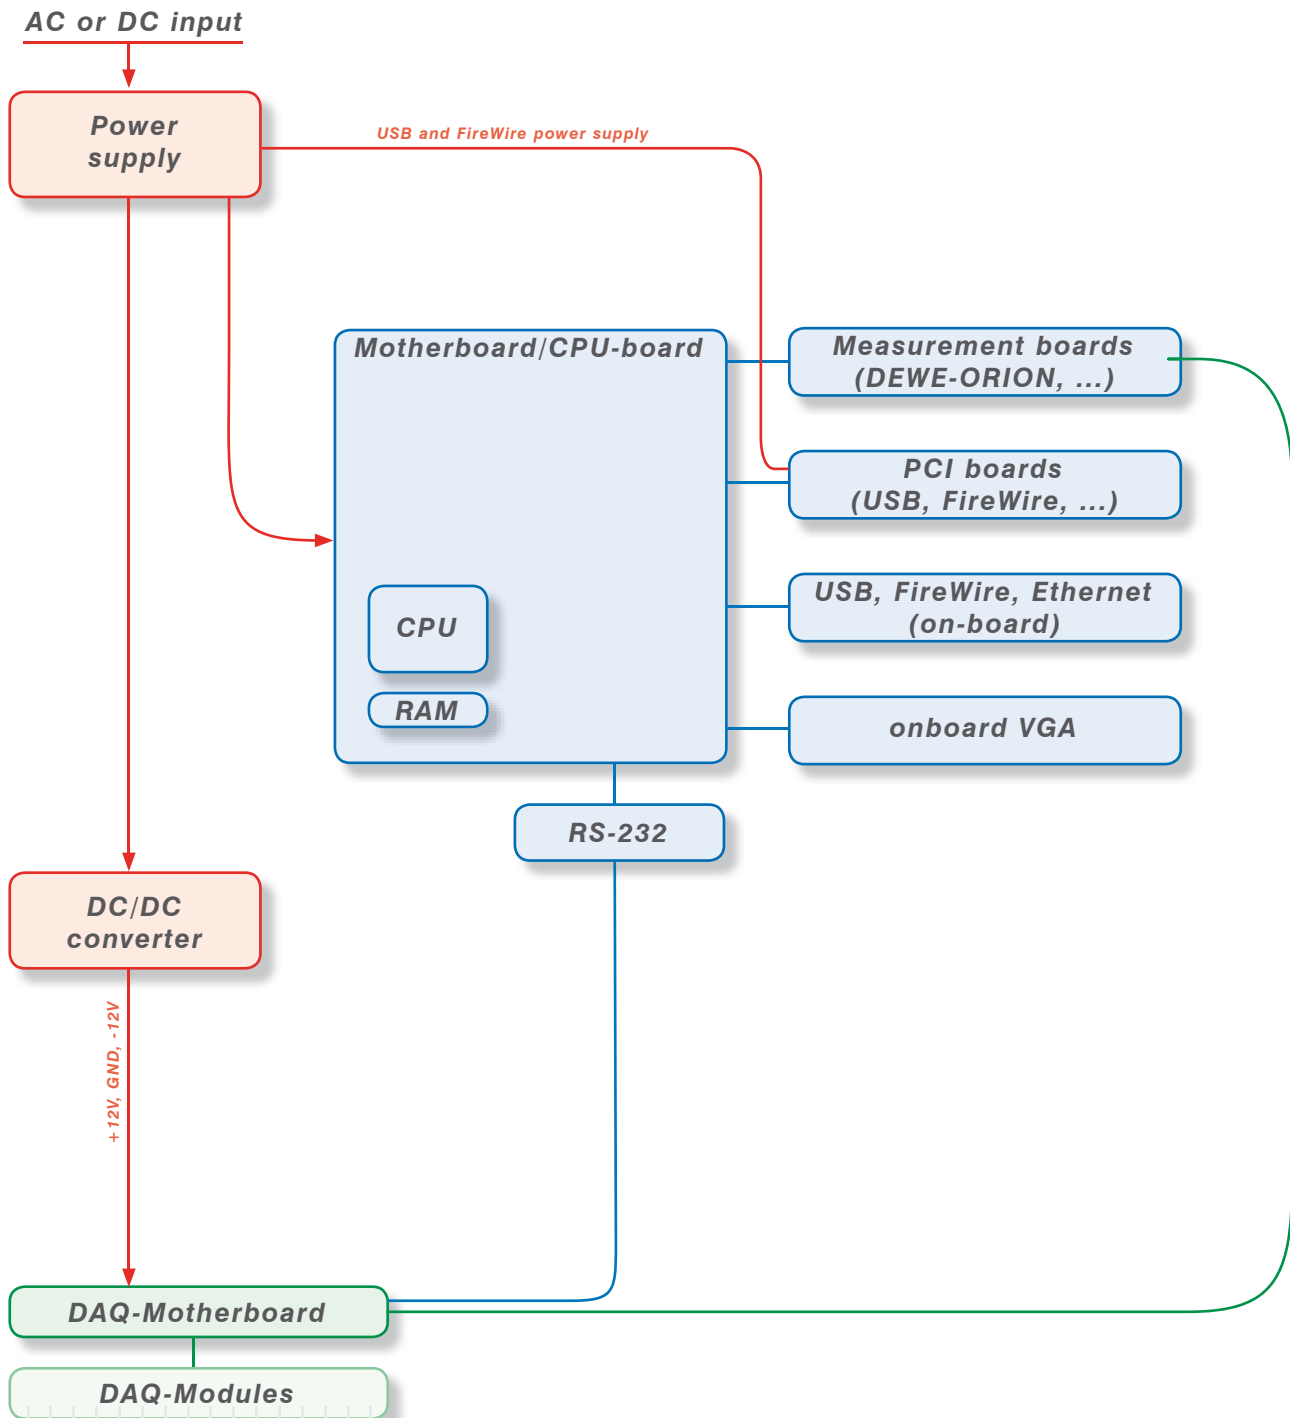 AC or DC input
Power
supply
USB and FireWire power supply
Motherboard/CPU-board
Measurement boards
(DEWE-ORION, ...)
PCI boards
(USB, FireWire, ...)
USB, FireWire, Ethernet
(on-board)
CPU
RAM
onboard VGA
RS-232
DC/DC
converter
+12V, GND, -12V
DAQ-Motherboard
DAQ-Modules